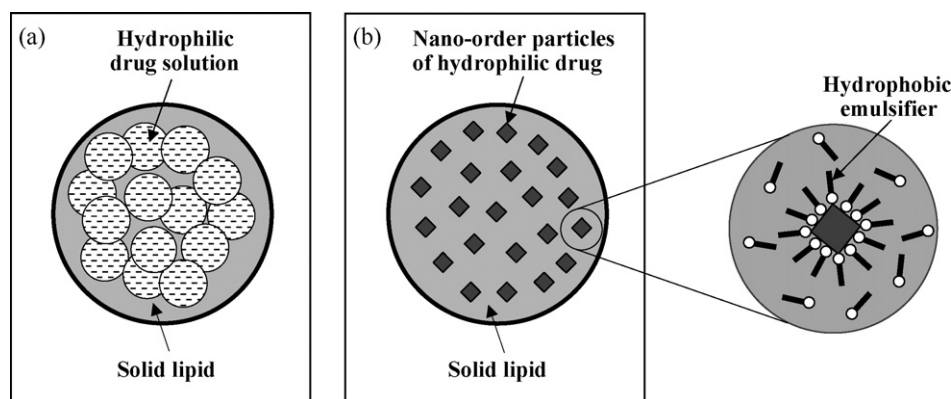 (a)
Hydrophilic
drug solution
Solid lipid
(b)
Nano-order particles
of hydrophilic drug
Solid lipid
Hydrophobic
emulsifier